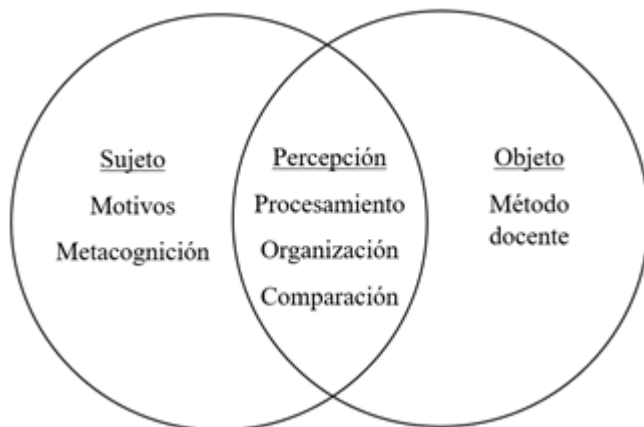 Sujeto
Motivos
Metacognición
Percepción
Procesamiento
Organización
Comparación
Objeto
Método
docente